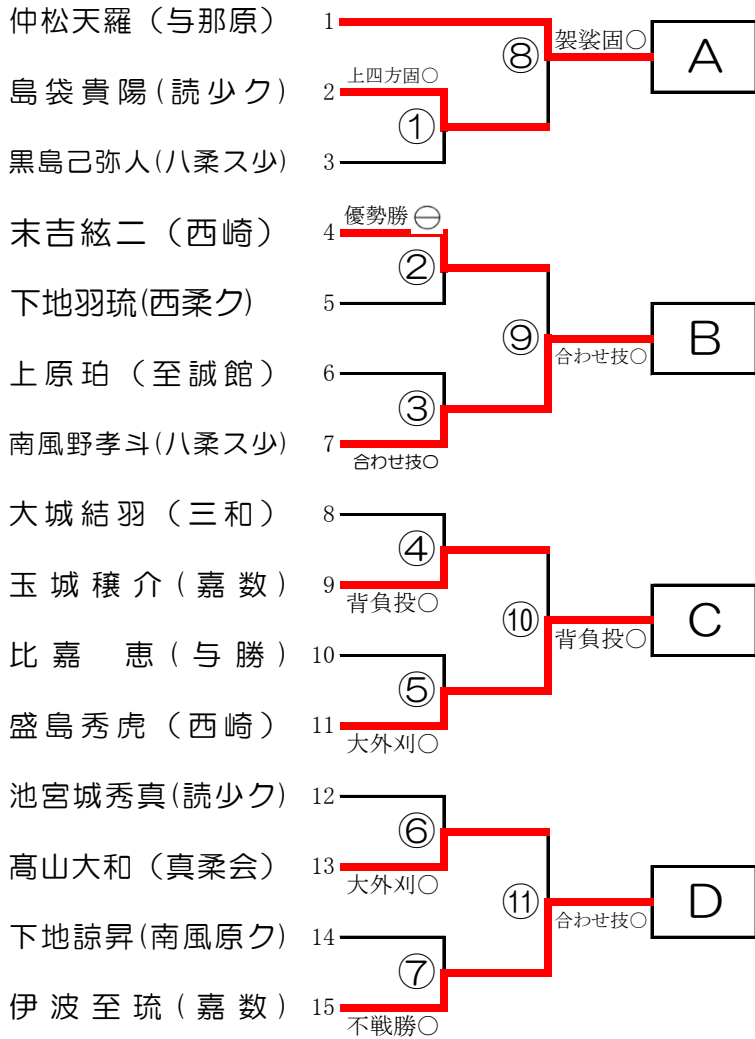 仲松天羅（与那原） 1
⑧ 袈裟固○ A
上四方固○
島袋貴陽(読少ク) 2
①
黒島己弥人(八柔ス少) 3
優勢勝
末吉紘二（西崎） 4
②
下地羽琉(西柔ク) 5
⑨ B
合わせ技○
上原珀（至誠館） 6
③
南風野孝斗(八柔ス少) 7
合わせ技○
大城結羽（三和） 8
④
玉城穣介(嘉数) 9
背負投○
⑩ C
背負投○
比嘉　恵(与勝) 10
⑤
盛島秀虎（西崎） 11
大外刈○
池宮城秀真(読少ク) 12
⑥
髙山大和（真柔会） 13
大外刈○
⑪ D
合わせ技○
下地諒昇(南風原ク) 14
⑦
伊波至琉(嘉数) 15
不戦勝○